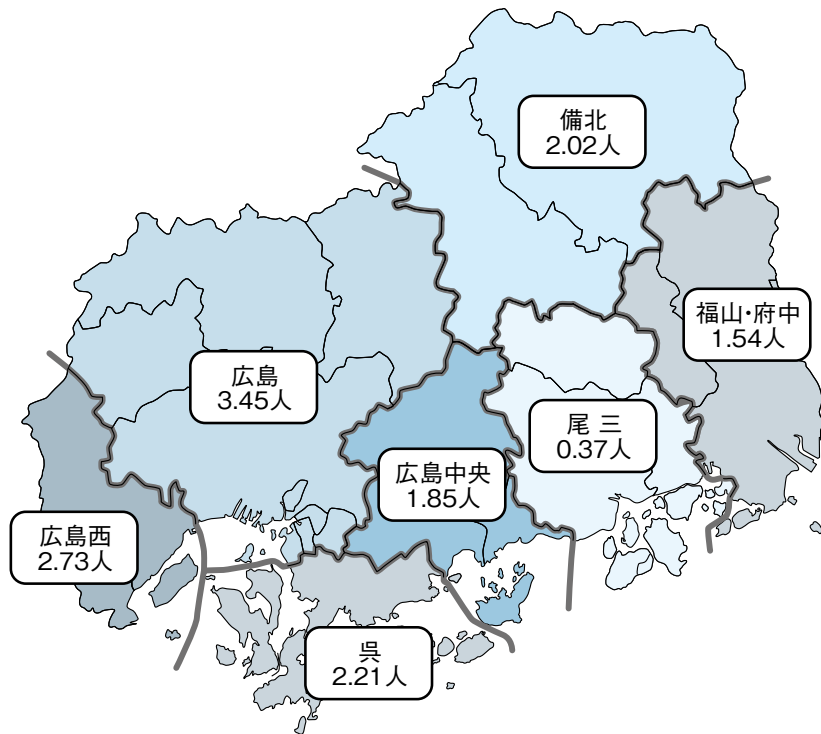 備北
2.02人
福山・府中
1.54人
広島
3.45人
尾三
0.37人
広島中央
1.85人
広島西
2.73人
呉
2.21人